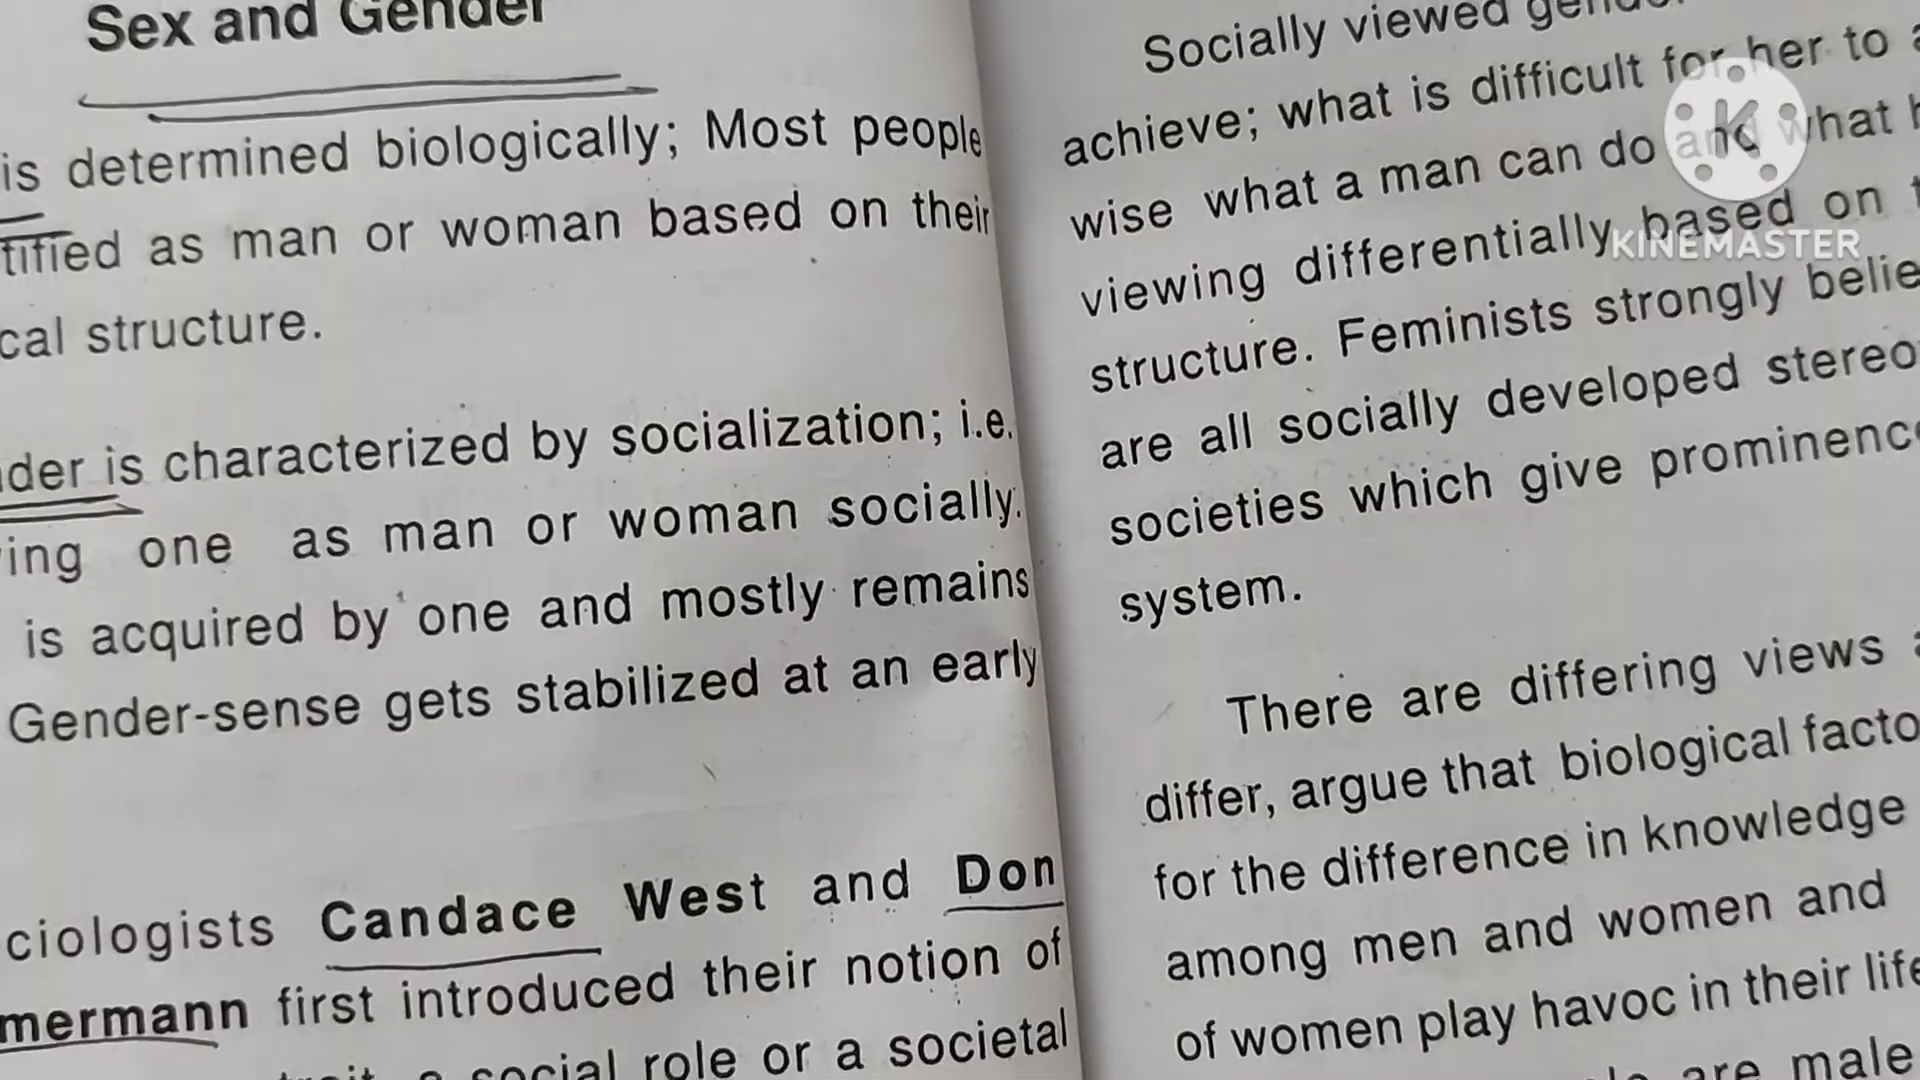 Sex and Gender
is determined biologically; Most people
tified as man or woman based on their
cal structure.
der is characterized by socialization; i.e.
ing one as man or woman socially.
is acquired by one and mostly remains
Gender-sense gets stabilized at an early
ciologists Candace West and Don
mermann first introduced their notion of
trait, a social role or a societal
Socially viewed gender
achieve; what is difficult for her to a
wise what a man can do and what h
viewing differentially based on t
structure. Feminists strongly belie
are all socially developed stereo
societies which give prominence
system.
There are differing views a
differ, argue that biological facto
for the difference in knowledge
among men and women and
of women play havoc in their life
are male
K
KINEMASTER